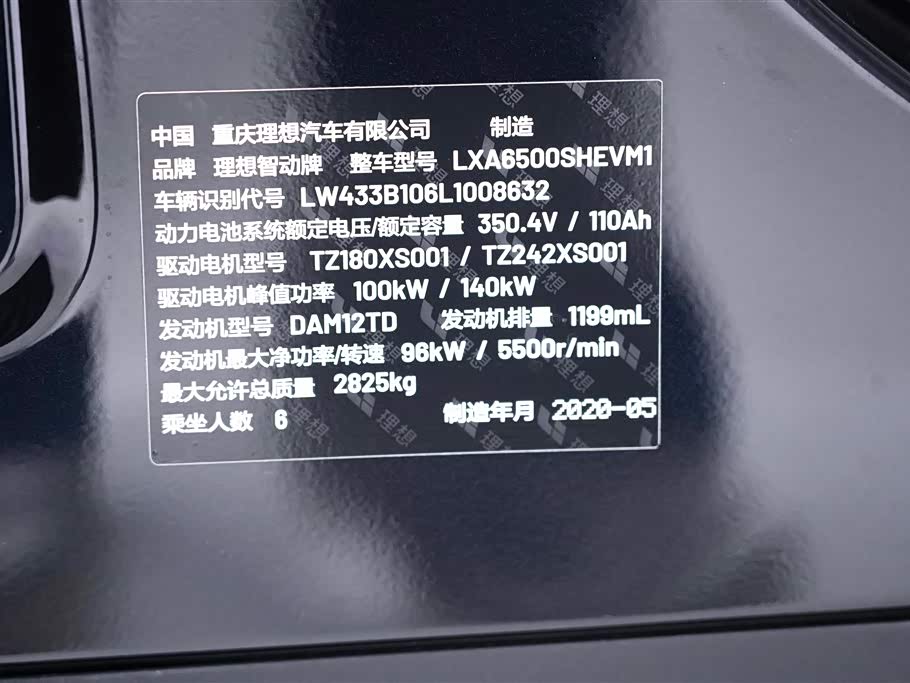 中国 重庆理想汽车有限公司 制造
品牌 理想智动牌 整车型号 LXA6500SHEVM1
车辆识别代号 LW433B106L1008632
动力电池系统额定电压/额定容量 350.4V / 110Ah
驱动电机型号 TZ180XS001 / TZ242XS001
驱动电机峰值功率 100kW / 140kW
发动机型号 DAM12TD 发动机排量 1199mL
发动机最大净功率/转速 96kW / 5500r/min
最大允许总质量 2825kg
乘坐人数 6 制造年月 2020-05